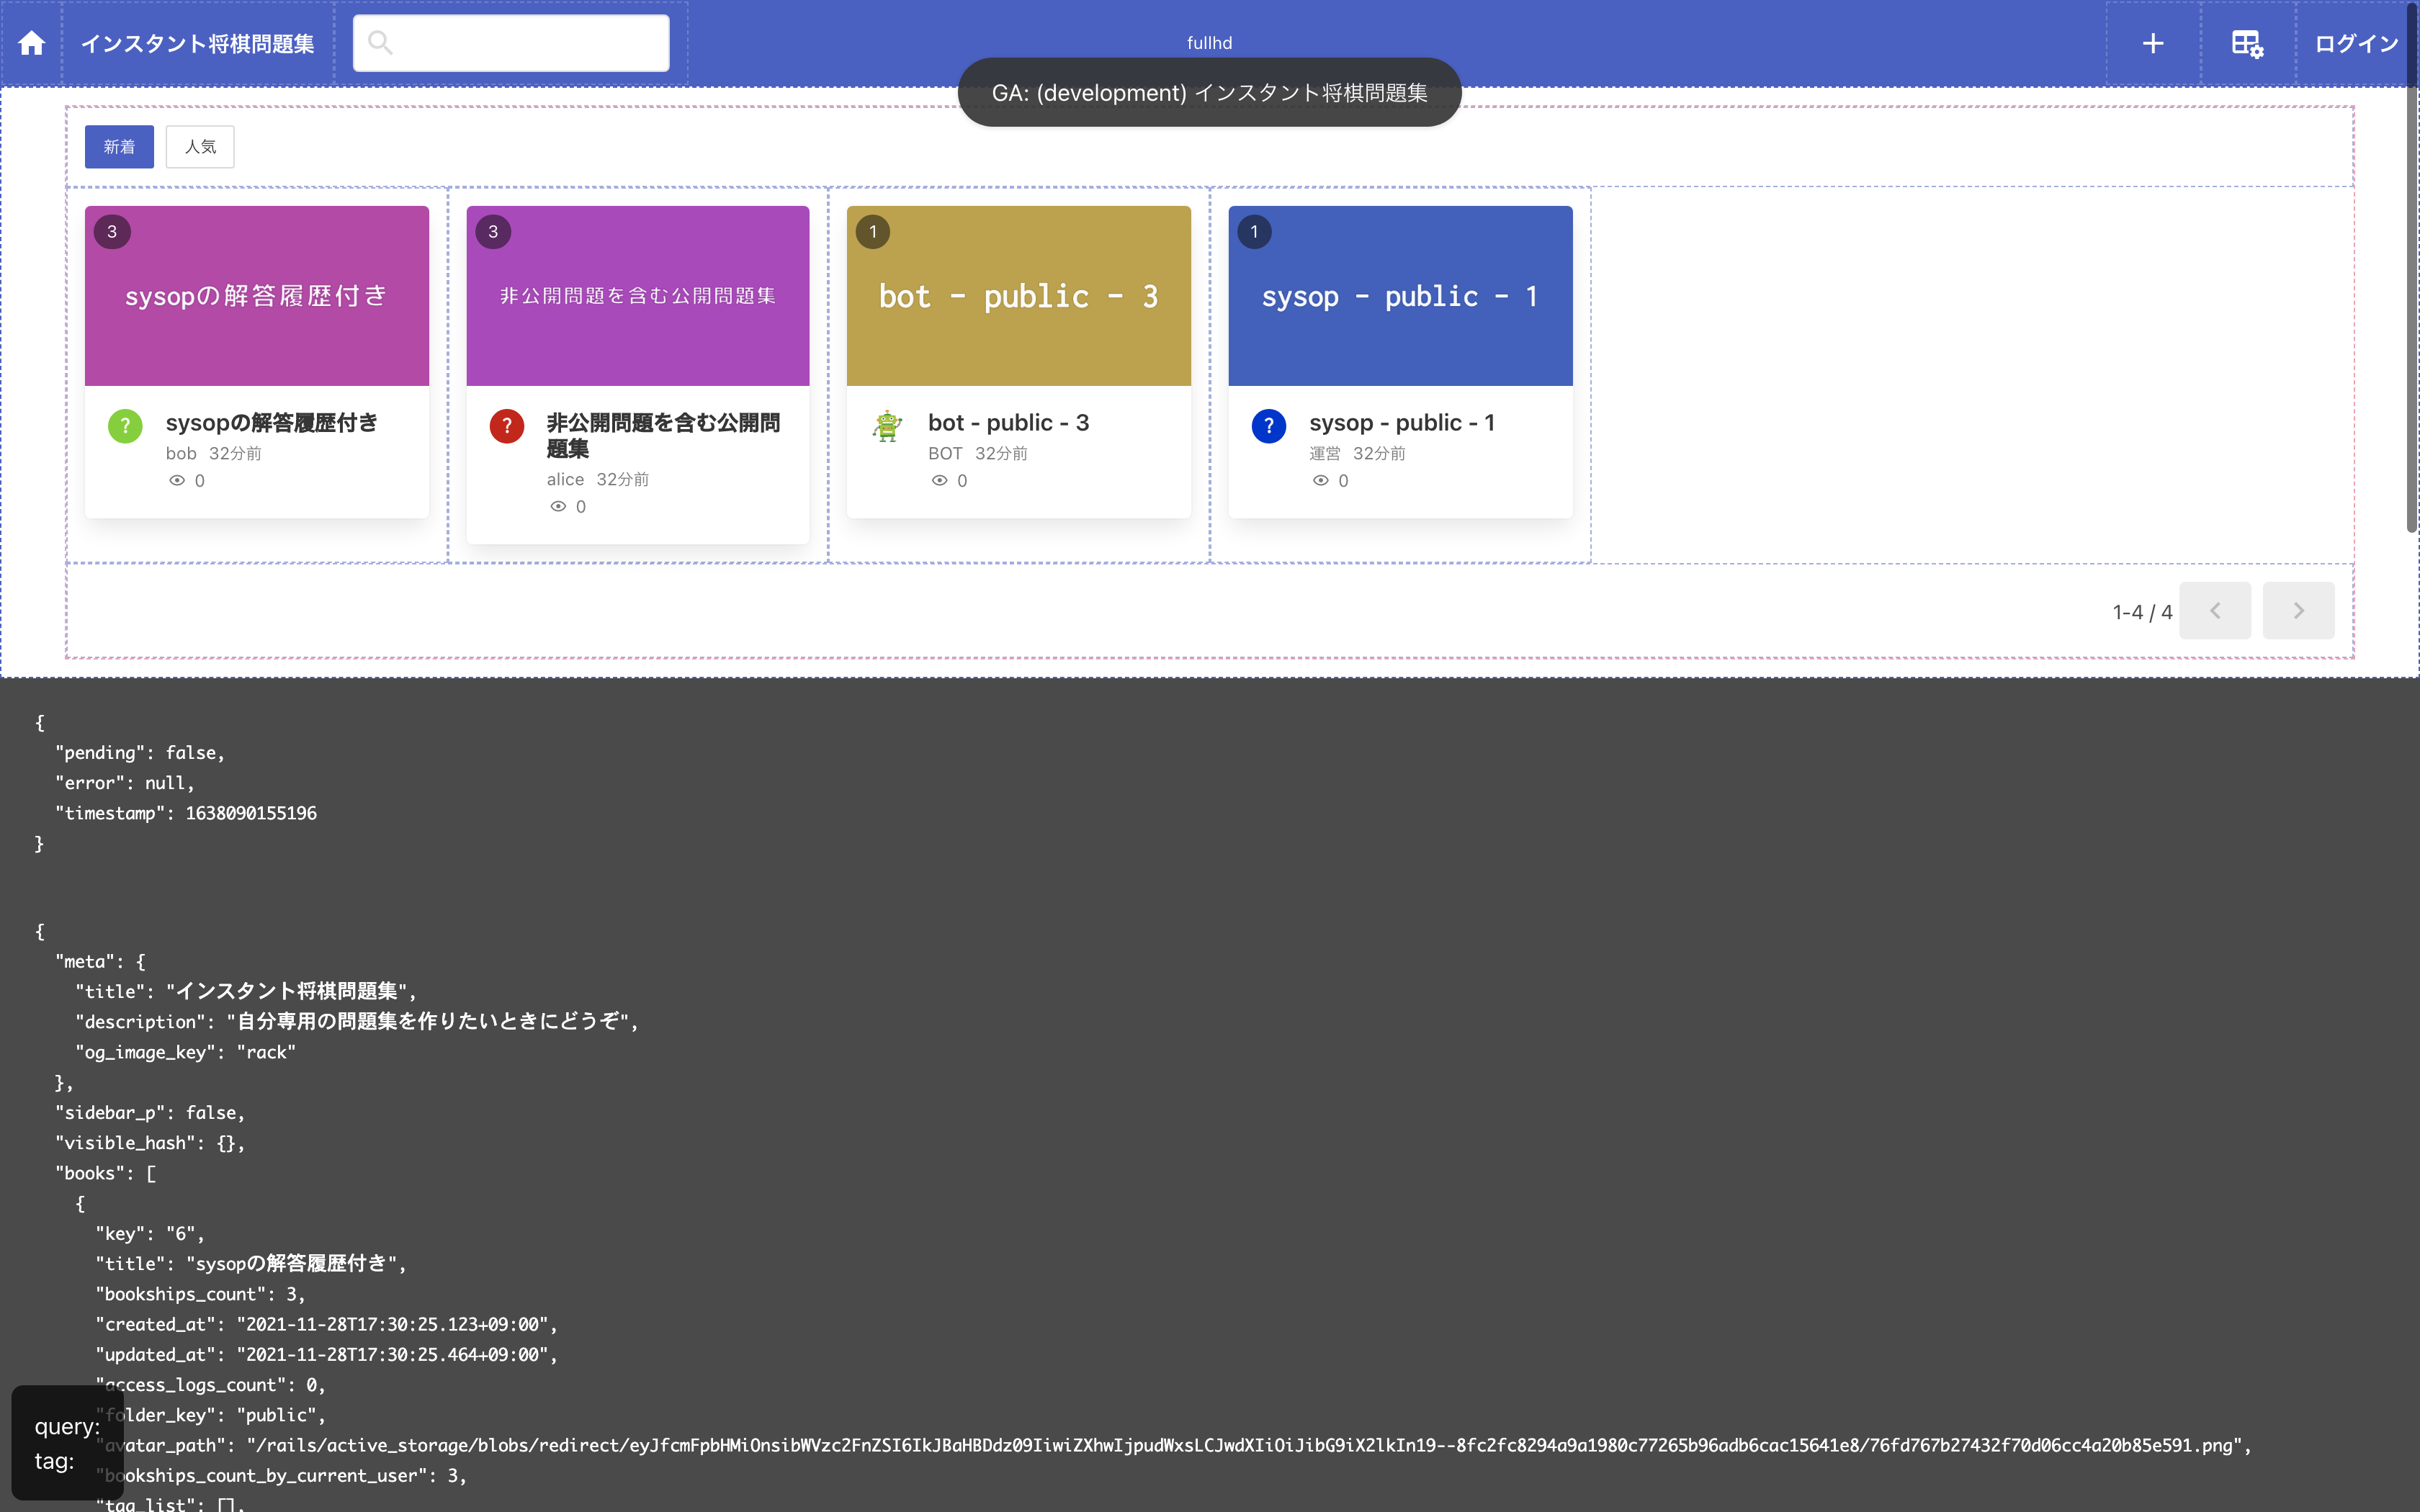 インスタント将棋問題集
fullhd
ログイン
GA: (development) インスタント将棋問題集
新着
人気
3
sysopの解答履歴付き
sysopの解答履歴付き
bob 32分前
0
3
非公開問題を含む公開問題集
非公開問題を含む公開問
題集
alice 32分前
0
1
bot - public - 3
bot - public - 3
BOT 32分前
0
1
sysop - public - 1
sysop - public - 1
運営 32分前
0
1-4 / 4
{
"pending": false,
"error": null,
"timestamp": 1638090155196
}
{
"meta": {
"title": "インスタント将棋問題集",
"description": "自分専用の問題集を作りたいときにどうぞ",
"og_image_key": "rack"
},
"sidebar_p": false,
"visible_hash": {},
"books": [
{
"key": "6",
"title": "sysopの解答履歴付き",
"bookships_count": 3,
"created_at": "2021-11-28T17:30:25.123+09:00",
"updated_at": "2021-11-28T17:30:25.464+09:00",
"access_logs_count": 0,
"folder_key": "public",
"avatar_path": "/rails/active_storage/blobs/redirect/eyJfcmFpbHMiOnsibWVzc2FnZSI6IkJBaHBDdz09IiwiZXhwIjpudWxsLCJwdXIiOiJibG9iX2lkIn19--8fc2fc8294a9a1980c77265b96adb6cac15641e8/76fd767b27432f70d06cc4a20b85e591.png",
"bookships_count_by_current_user": 3,
"tag_list": [],
query:
tag: